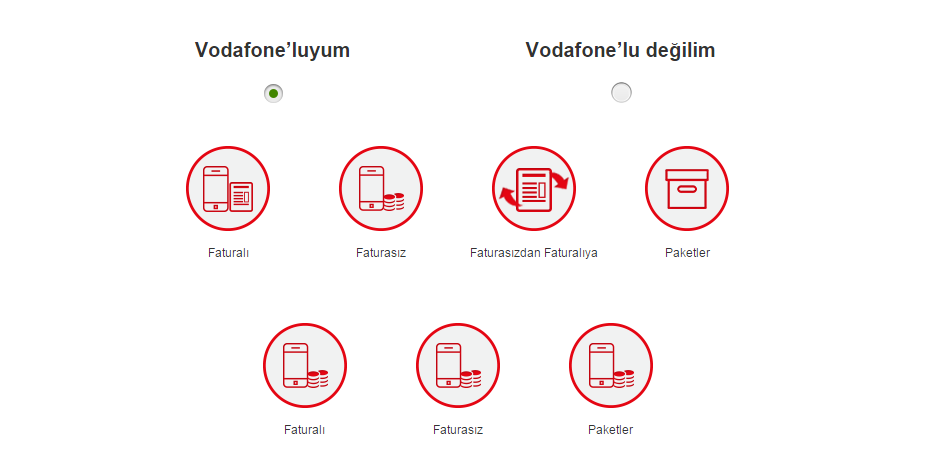 Vodafone’luyum
Vodafone’lu değilim
Faturalı
Faturasız
Faturasızdan Faturalıya
Paketler
Faturalı
Faturasız
Paketler